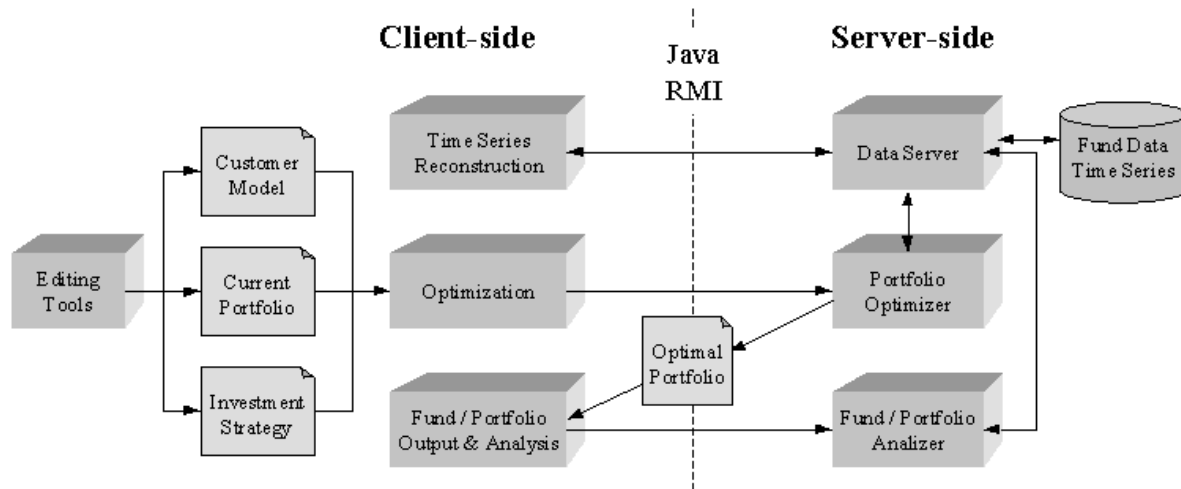 Client-side
Java
RMI
Server-side
Customer
Model
Time Series
Reconstruction
Data Server
Fund Data
Time Series
Editing
Tools
Current
Portfolio
Optimization
Portfolio
Optimizer
Optimal
Portfolio
Investment
Strategy
Fund / Portfolio
Output & Analysis
Fund / Portfolio
Analizer